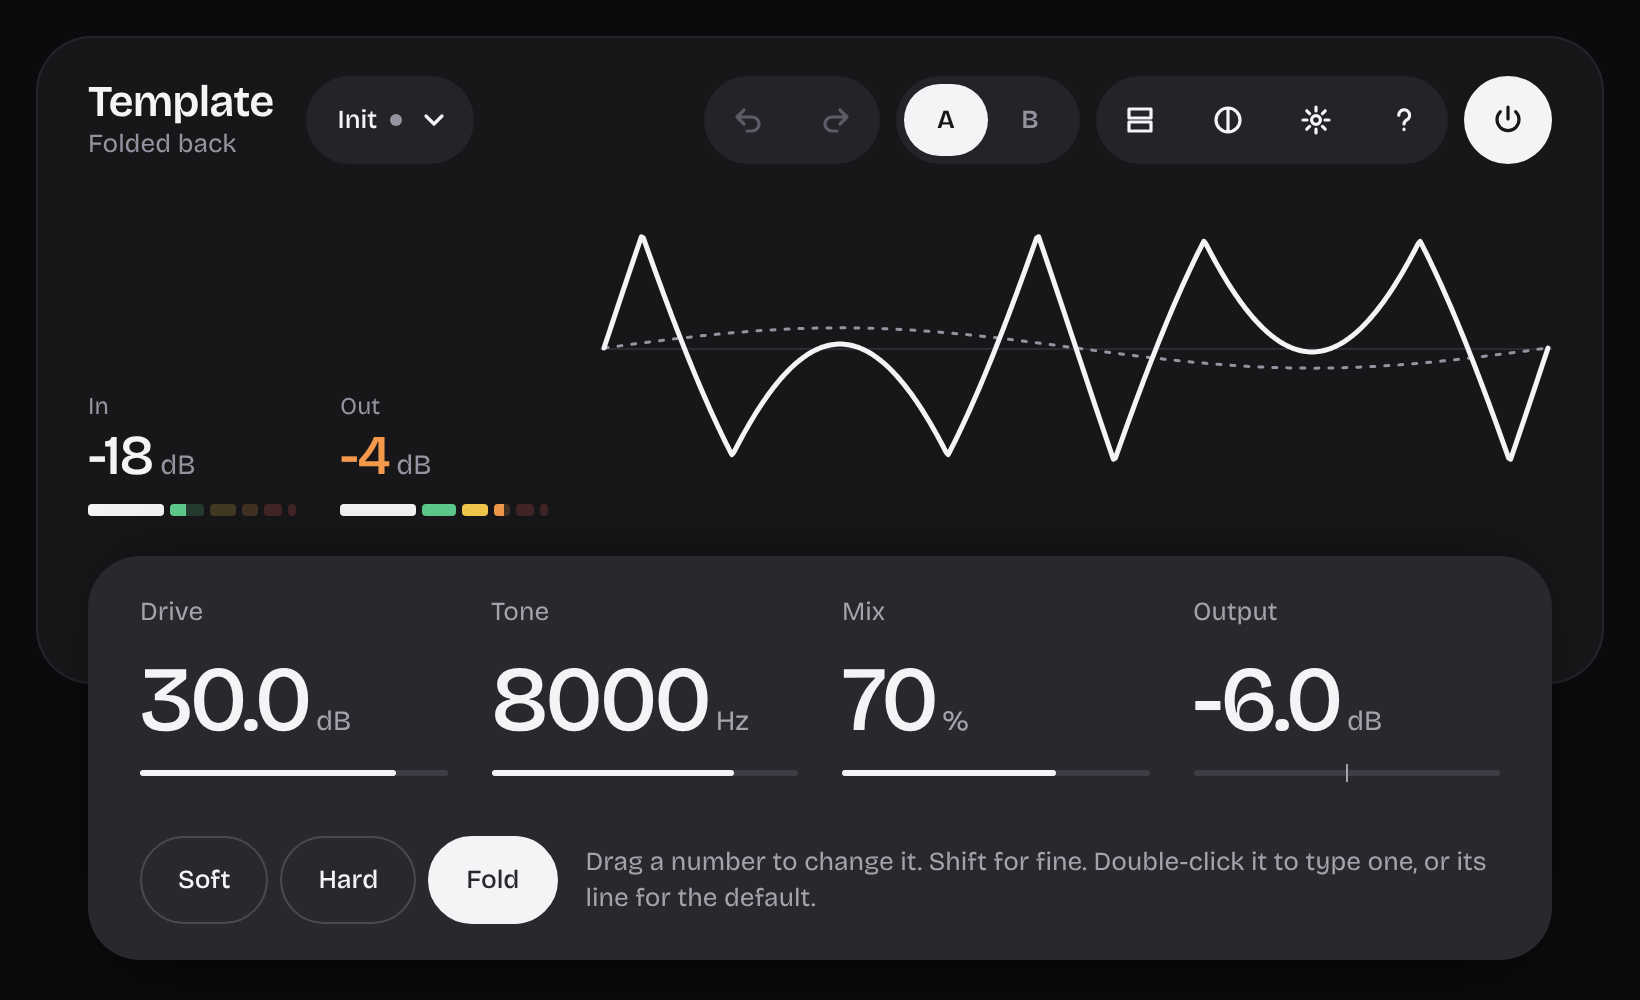 Template
Folded back
Init
A
B
?
In
-18 dB
Out
-4 dB
Drive
30.0 dB
Tone
8000 Hz
Mix
70 %
Output
-6.0 dB
Soft
Hard
Fold
Drag a number to change it. Shift for fine. Double-click it to type one, or its
line for the default.